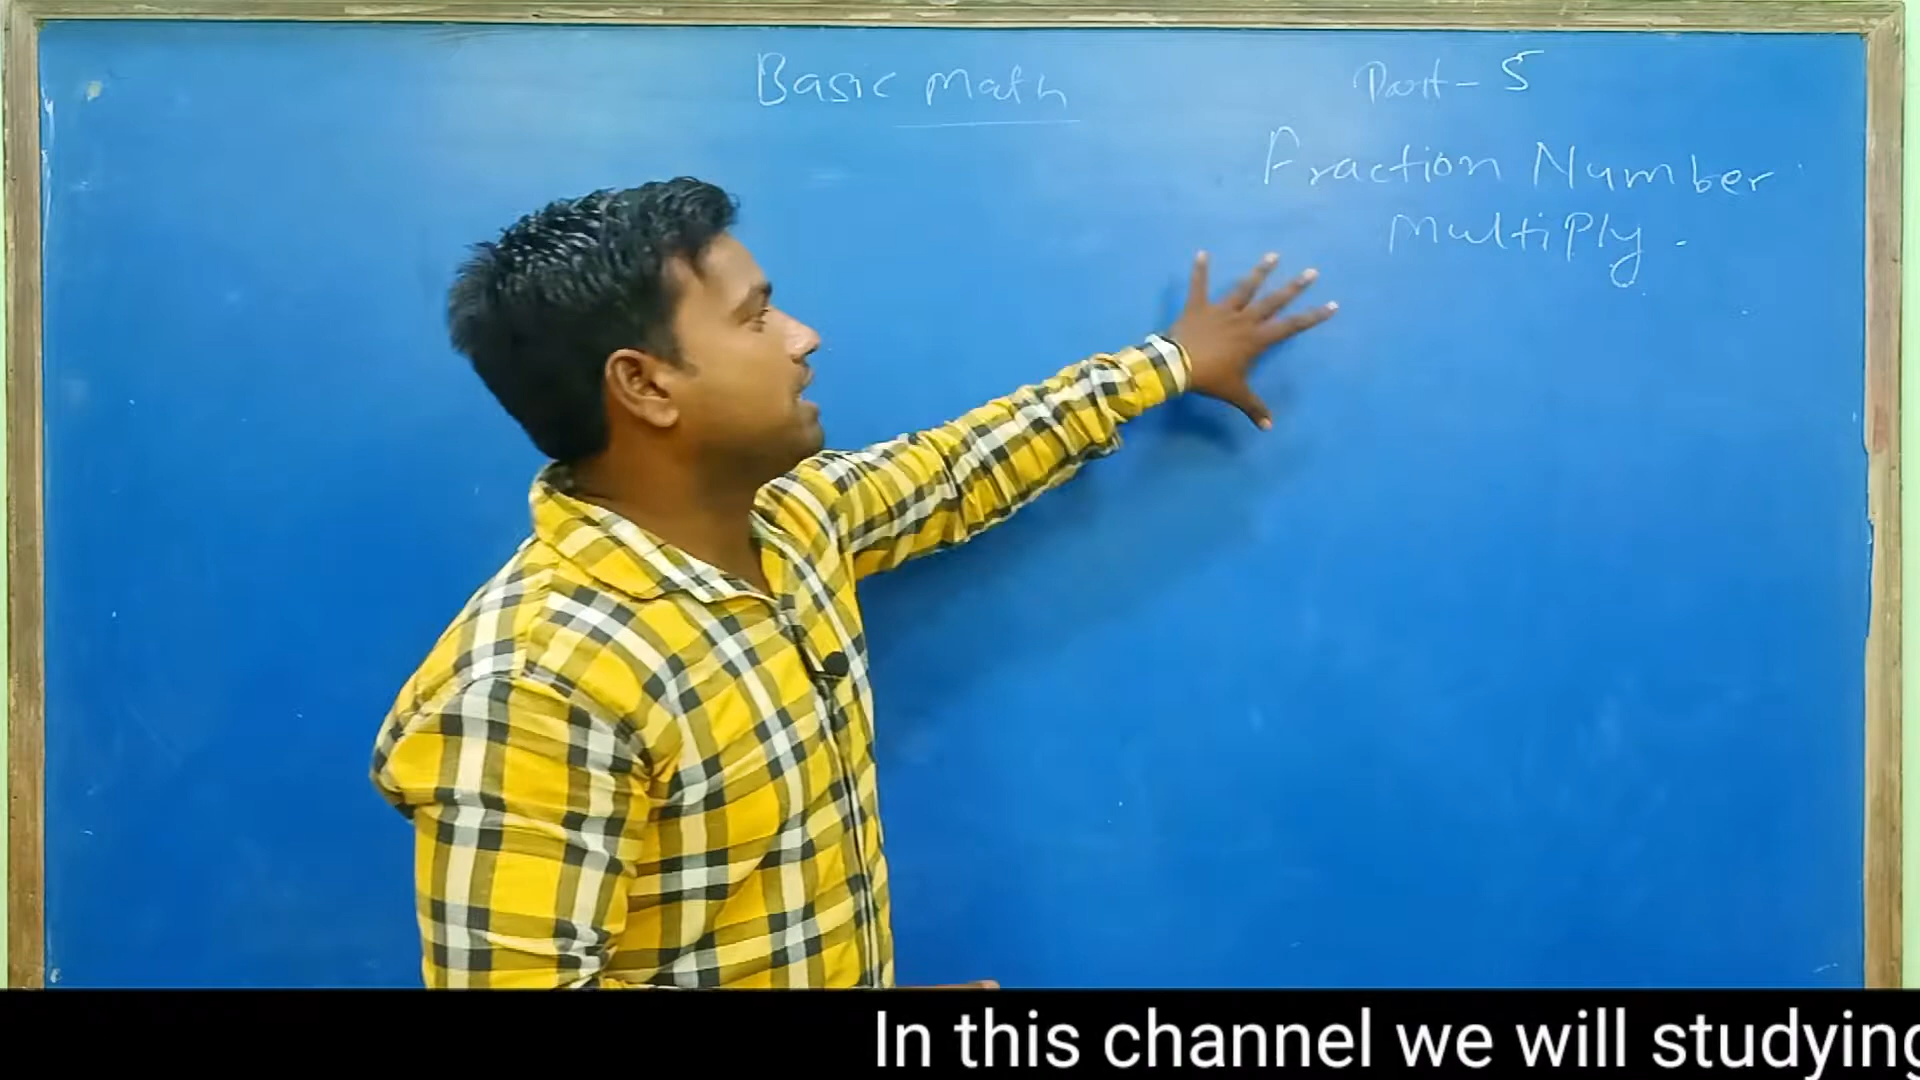 Basic Math
Part - 5
Fraction Number
Multiply.
In this channel we will studying